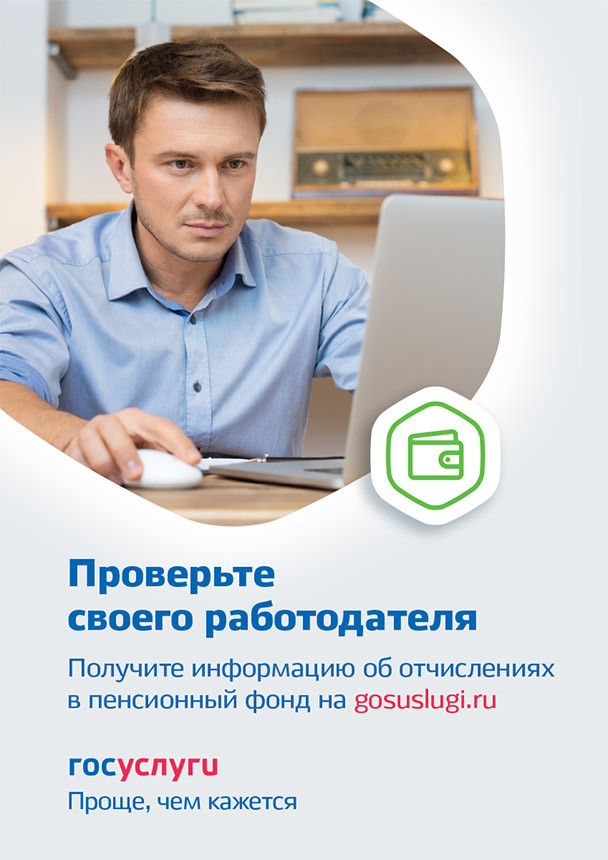 Проверьте
своего работодателя
Получите информацию об отчислениях
в пенсионный фонд на gosuslugi.ru
госуслуги
Проще, чем кажется